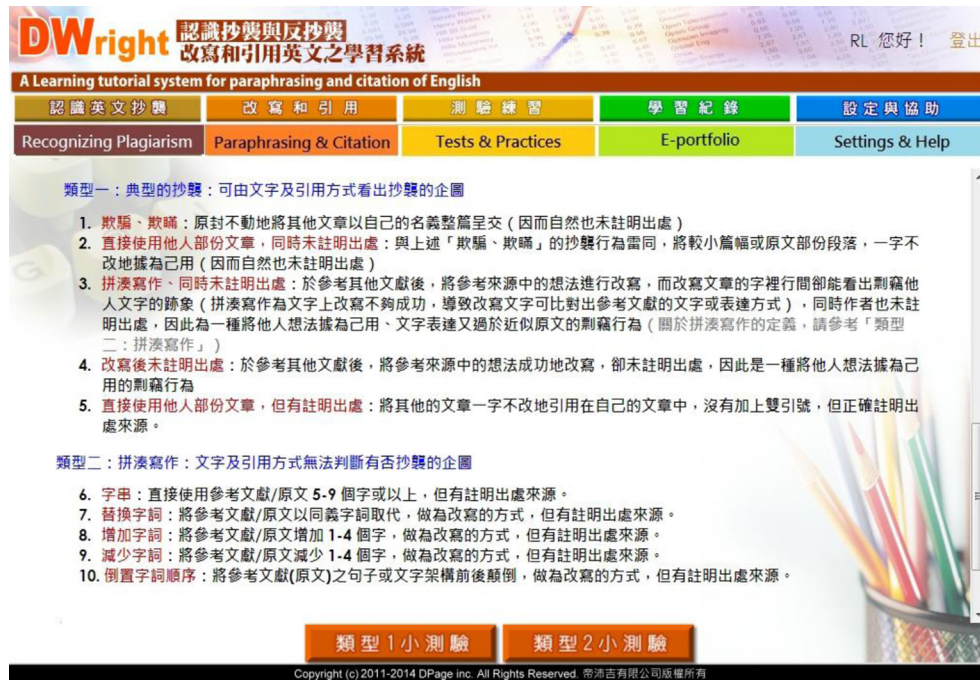 DWright 認識抄襲與反抄襲
改寫和引用英文之學習系統
RL 您好！ 登出
A Learning tutorial system for paraphrasing and citation of English
認識英文抄襲 改寫和引用 測驗練習 學習紀錄 設定與協助
Recognizing Plagiarism Paraphrasing & Citation Tests & Practices E-portfolio Settings & Help
類型一：典型的抄襲：可由文字及引用方式看出抄襲的企圖
1. 欺騙、欺瞞：原封不動地將其他文章以自己的名義整篇呈交（因而自然也未註明出處）
2. 直接使用他人部份文章，同時未註明出處：與上述「欺騙、欺瞞」的抄襲行為雷同，將較小篇幅或原文部份段落，一字不
改地據為己用（因而自然也未註明出處）
3. 拼湊寫作、同時未註明出處：於參考其他文獻後，將參考來源中的想法進行改寫，而改寫文章的字裡行間卻能看出剽竊他
人文字的跡象（拼湊寫作為文字上改寫不夠成功，導致改寫文字可比對出參考文獻的文字或表達方式），同時作者也未註
明出處，因此為一種將他人想法據為己用、文字表達又過於近似原文的剽竊行為（關於拼湊寫作的定義，請參考「類型
二：拼湊寫作」）
4. 改寫後未註明出處：於參考其他文獻後，將參考來源中的想法成功地改寫，卻未註明出處，因此是一種將他人想法據為己
用的剽竊行為
5. 直接使用他人部份文章，但有註明出處：將其他的文章一字不改地引用在自己的文章中，沒有加上雙引號，但正確註明出
處來源。
類型二：拼湊寫作：文字及引用方式無法判斷有否抄襲的企圖
6. 字串：直接使用參考文獻/原文 5-9 個字或以上，但有註明出處來源。
7. 替換字詞：將參考文獻/原文以同義字詞取代，做為改寫的方式，但有註明出處來源。
8. 增加字詞：將參考文獻/原文增加 1-4 個字，做為改寫的方式，但有註明出處來源。
9. 減少字詞：將參考文獻/原文減少 1-4 個字，做為改寫的方式，但有註明出處來源。
10. 倒置字詞順序：將參考文獻(原文)之句子或文字架構前後顛倒，做為改寫的方式，但有註明出處來源。
類型1小測驗 類型2小測驗
Copyright (c) 2011-2014 DPage inc. All Rights Reserved. 帝沛吉有限公司版權所有